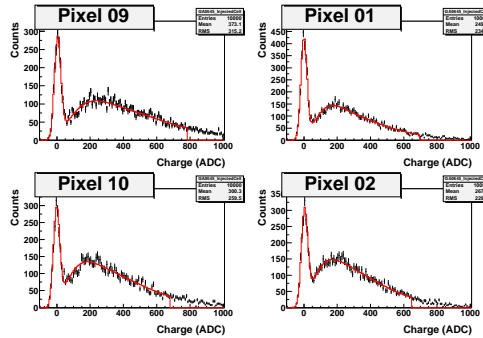 Pixel 09
GA0645_InjectedCell
Entries 10000
Mean 373.1
RMS 315.2
Counts
300
250
200
150
100
50
0
0 200 400 600 800 1000
Charge (ADC)
Pixel 01
Entries
Mean
RMS
Counts
450
400
350
300
250
200
150
100
50
0
0 200 400 600 800 1000
Charge (ADC)
Pixel 10
GA0645_InjectedCell
Entries 10000
Mean 300.3
RMS 259.5
Counts
300
250
200
150
100
50
0
0 200 400 600 800 1000
Charge (ADC)
Pixel 02
Entries
Mean
RMS
Counts
35
300
250
200
150
100
50
0
0 200 400 600 800 1000
Charge (ADC)